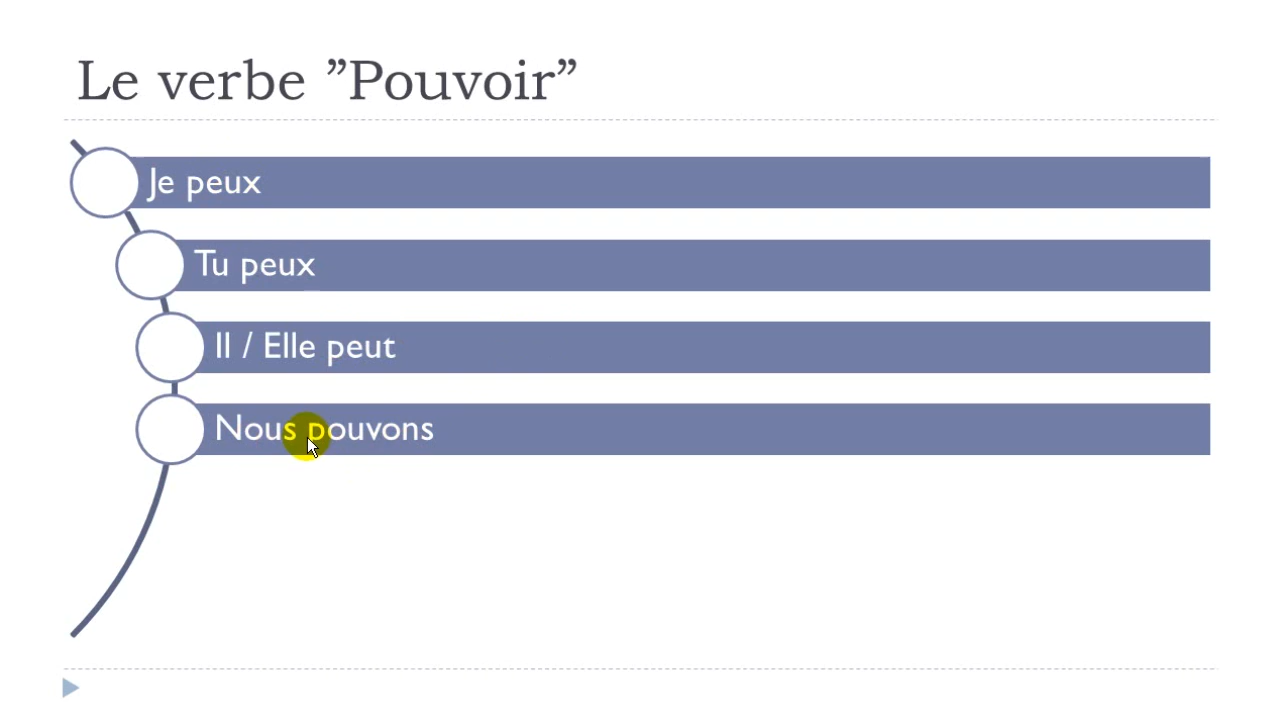 Le verbe ”Pouvoir”
Je peux
Tu peux
Il / Elle peut
Nous pouvons